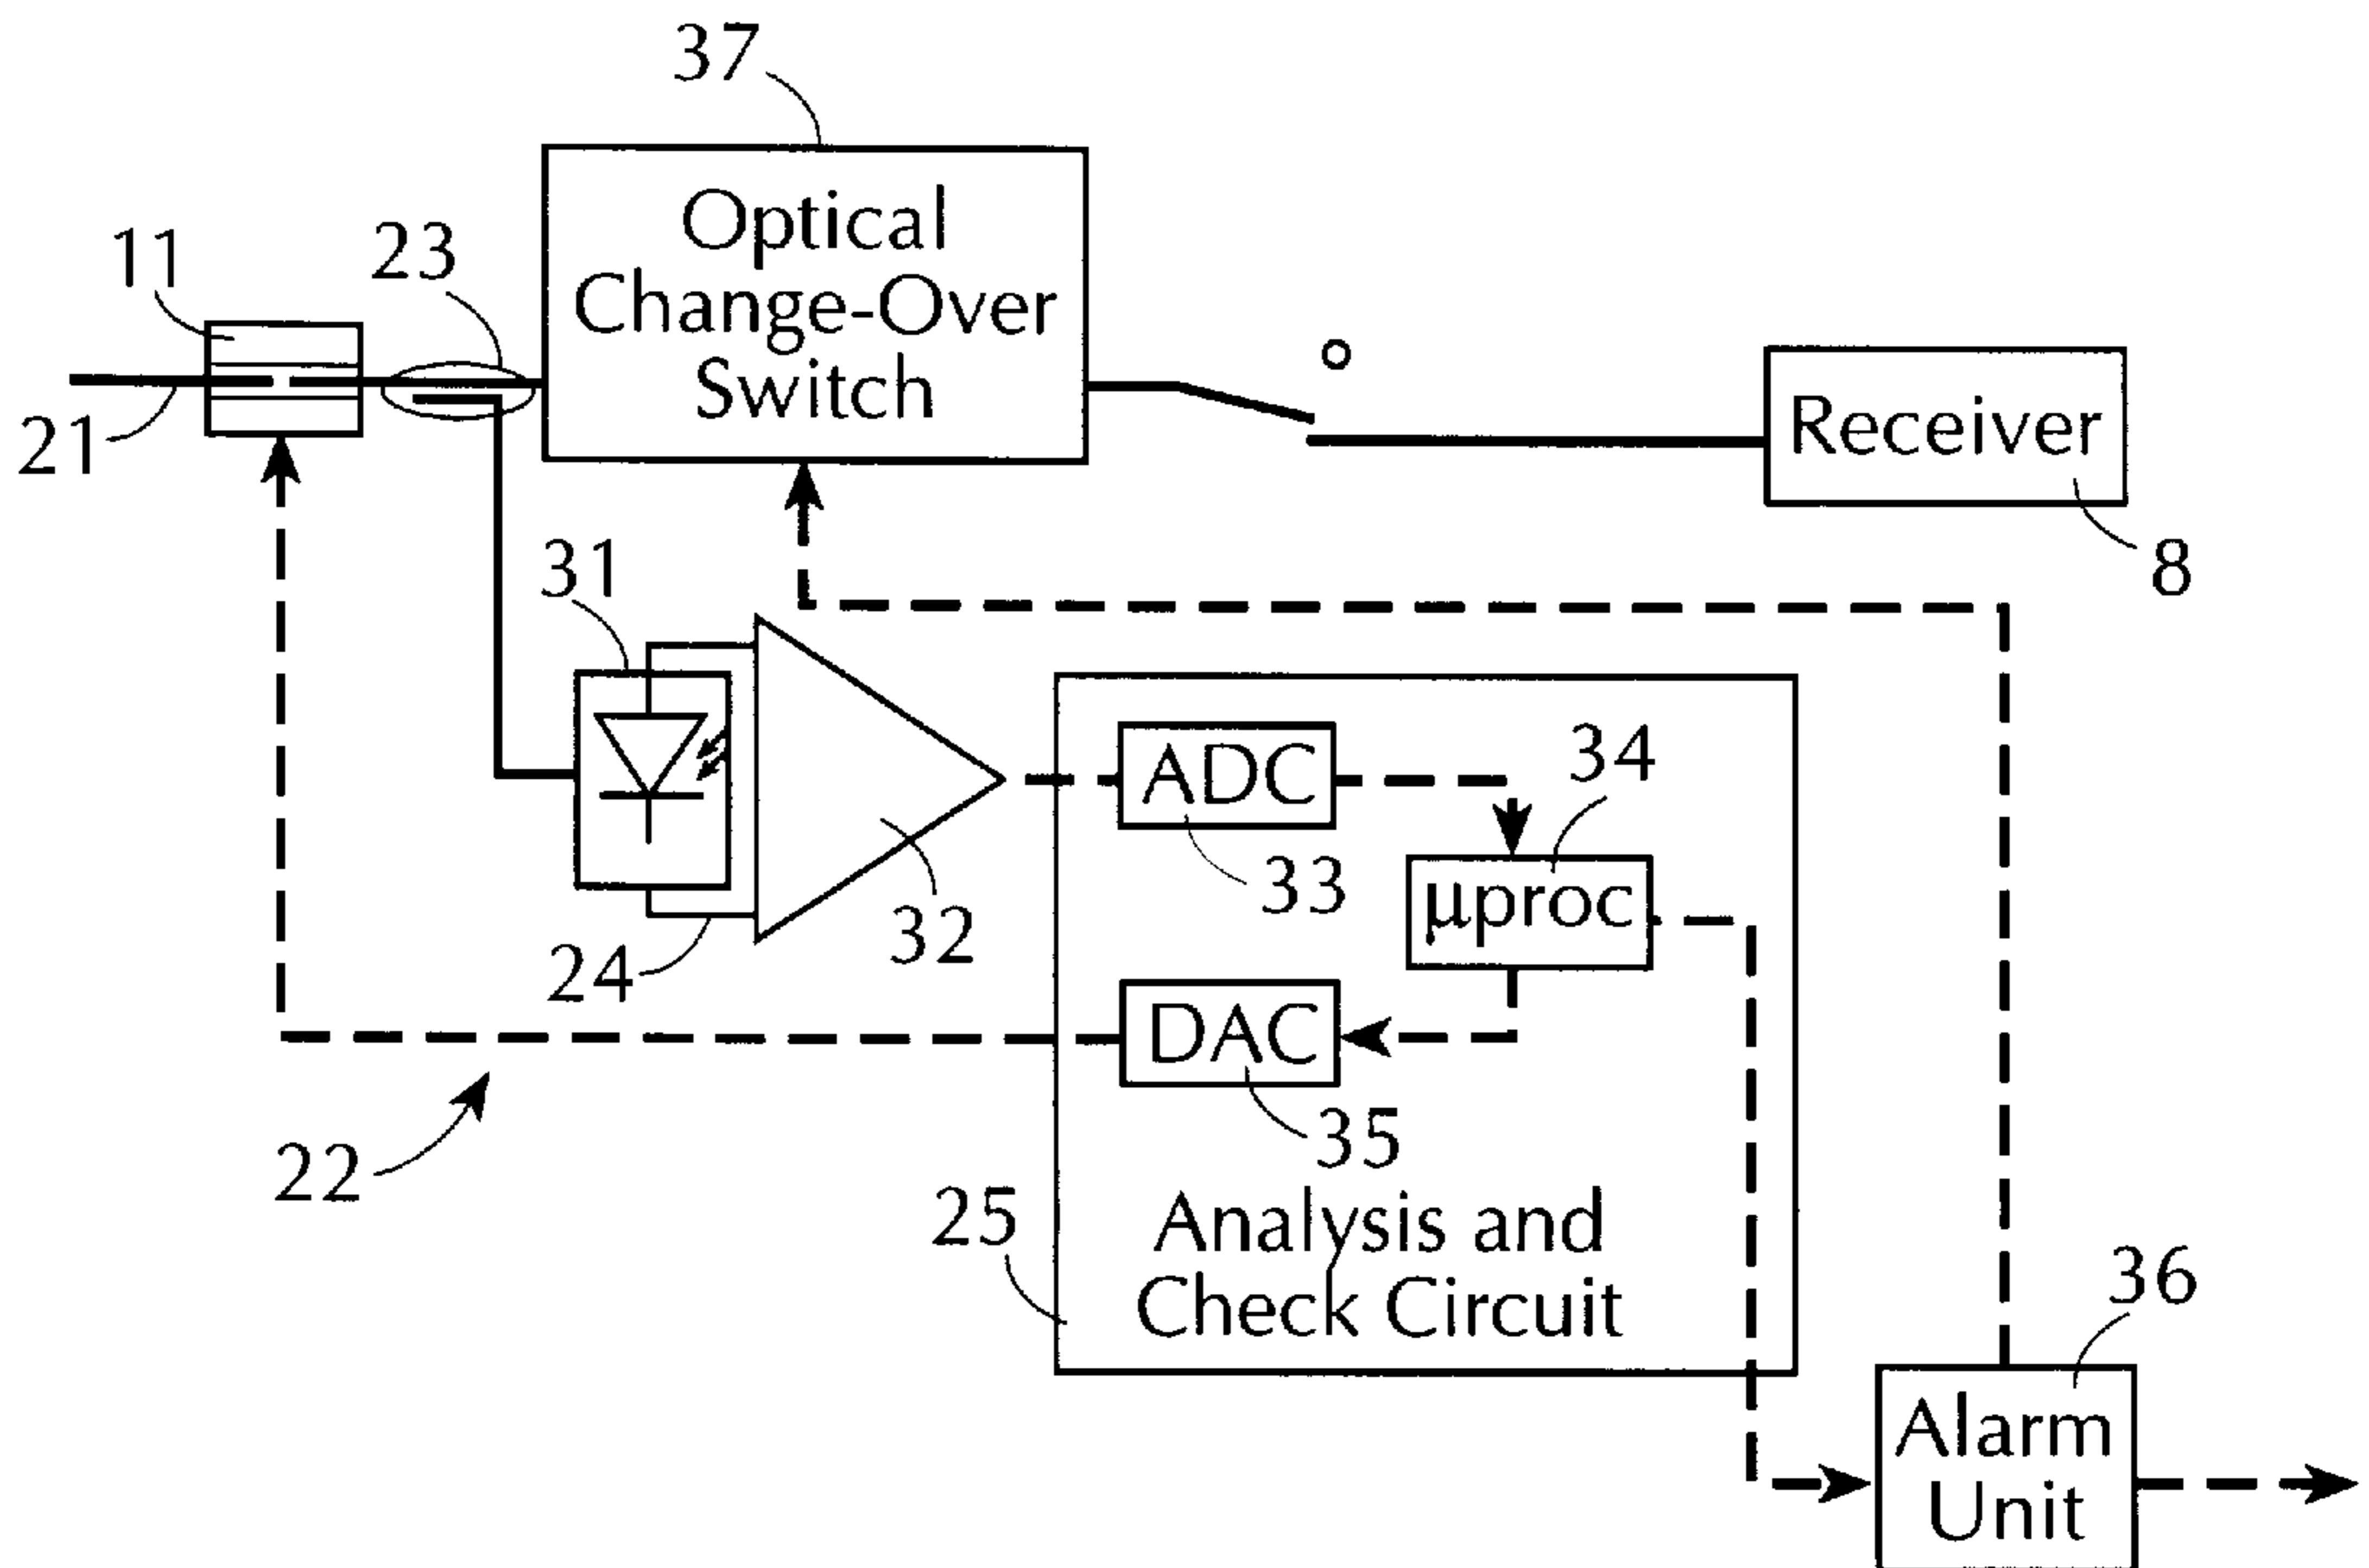 37
Optical
Change-Over
Switch
11
23
21
Receiver
8
31
34
ADC
33
μproc
32
24
DAC
35
22
25
Analysis and
Check Circuit
36
Alarm
Unit